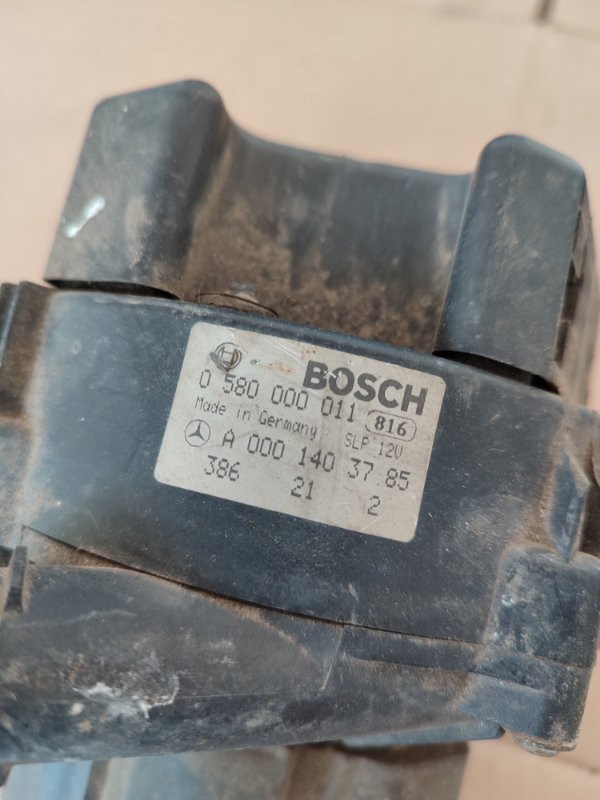 BOSCH
0 580 000 011 816
Made in Germany SLP 12V
A 000 140 37 85
386 21 2